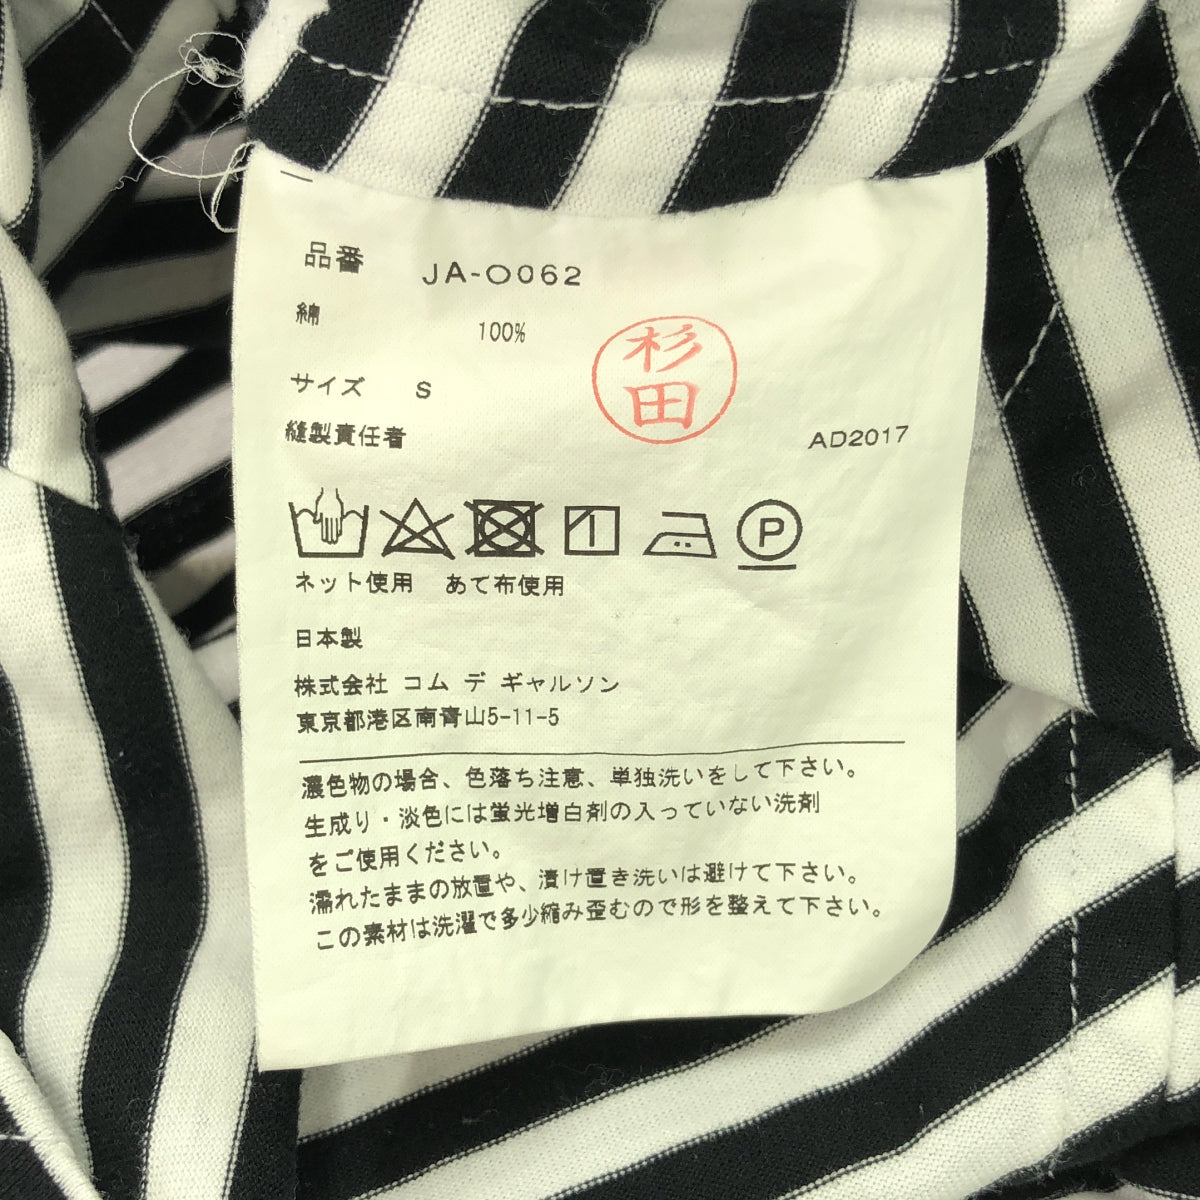 品番 JA-O062
綿 100%
サイズ S
杉田
縫製責任者 AD2017
P
ネット使用 あて布使用
日本製
株式会社 コム デ ギャルソン
東京都港区南青山5-11-5
濃色物の場合、色落ち注意、単独洗いをして下さい。
生成り・淡色には蛍光増白剤の入っていない洗剤
をご使用ください。
濡れたままの放置や、漬け置き洗いは避けて下さい。
この素材は洗濯で多少縮み歪むので形を整えて下さい。